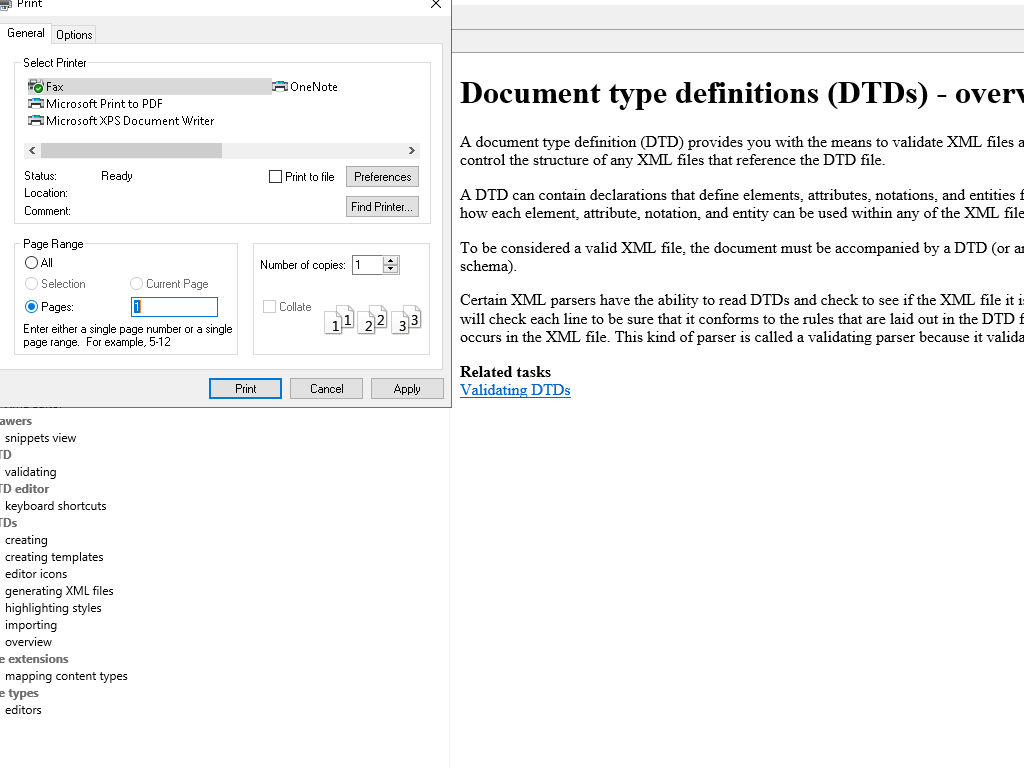 Print
General
Options
Select Printer
Fax
OneNote
Microsoft Print to PDF
Microsoft XPS Document Writer
Status:
Ready
Print to file
Preferences
Location:
Comment:
Find Printer...
Page Range
All
Selection
Current Page
Pages:
1
Enter either a single page number or a single
page range. For example, 5-12
Number of copies:
1
Collate
1 1 2 2 3 3
Print
Cancel
Apply
awers
snippets view
TD
validating
TD editor
keyboard shortcuts
TDs
creating
creating templates
editor icons
generating XML files
highlighting styles
importing
overview
e extensions
mapping content types
e types
editors
Document type definitions (DTDs) - overv
A document type definition (DTD) provides you with the means to validate XML files a
control the structure of any XML files that reference the DTD file.
A DTD can contain declarations that define elements, attributes, notations, and entities f
how each element, attribute, notation, and entity can be used within any of the XML file
To be considered a valid XML file, the document must be accompanied by a DTD (or an
schema).
Certain XML parsers have the ability to read DTDs and check to see if the XML file it is
will check each line to be sure that it conforms to the rules that are laid out in the DTD f
occurs in the XML file. This kind of parser is called a validating parser because it valida
Related tasks
Validating DTDs